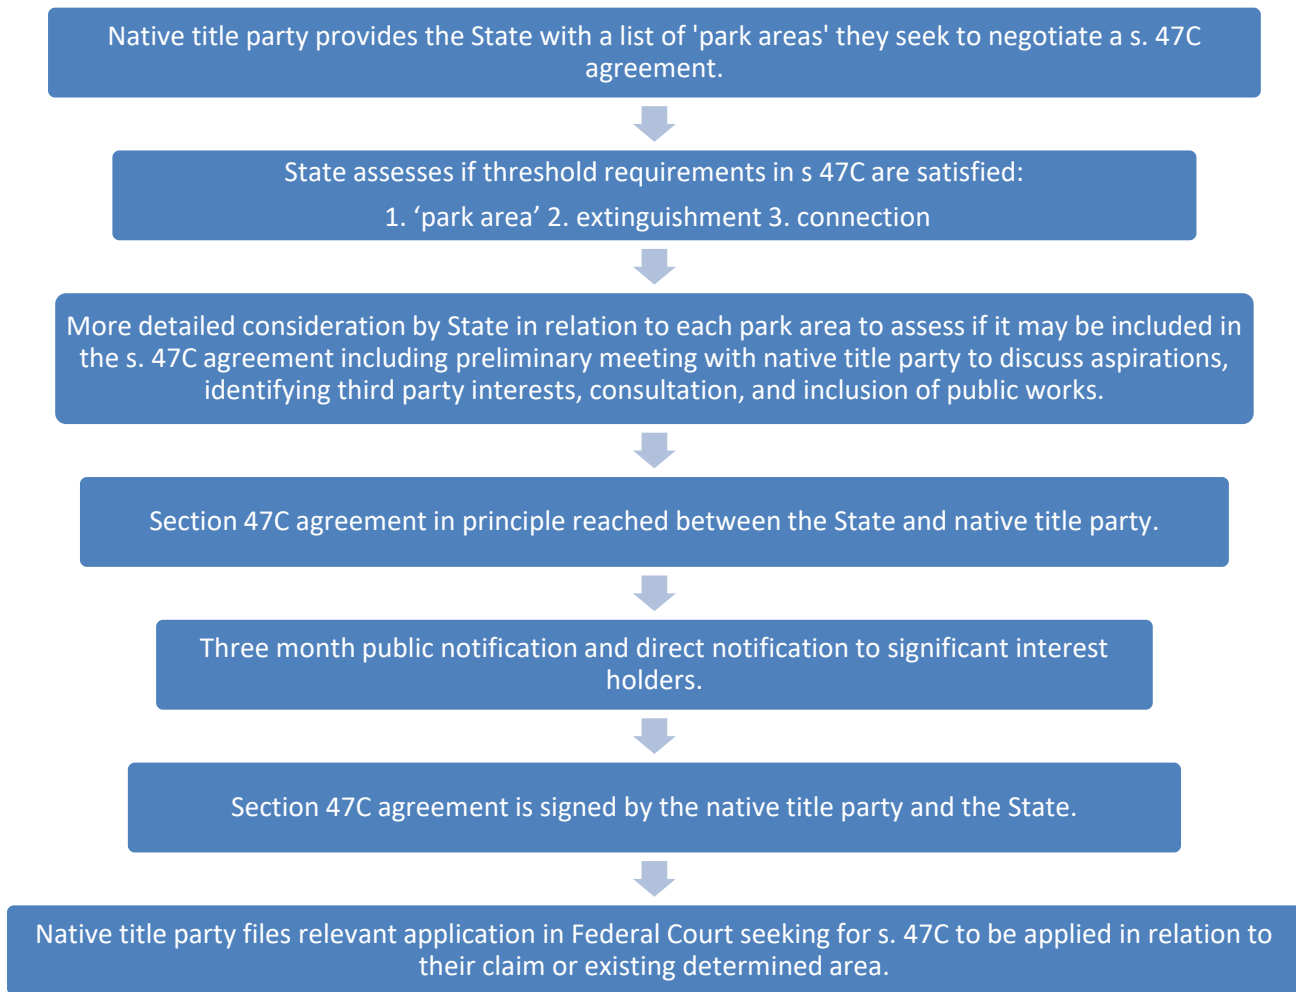 Native title party provides the State with a list of 'park areas' they seek to negotiate a s. 47C
agreement.
State assesses if threshold requirements in s 47C are satisfied:
1. ‘park area’ 2. extinguishment 3. connection
More detailed consideration by State in relation to each park area to assess if it may be included in
the s. 47C agreement including preliminary meeting with native title party to discuss aspirations,
identifying third party interests, consultation, and inclusion of public works.
Section 47C agreement in principle reached between the State and native title party.
Three month public notification and direct notification to significant interest
holders.
Section 47C agreement is signed by the native title party and the State.
Native title party files relevant application in Federal Court seeking for s. 47C to be applied in relation to
their claim or existing determined area.